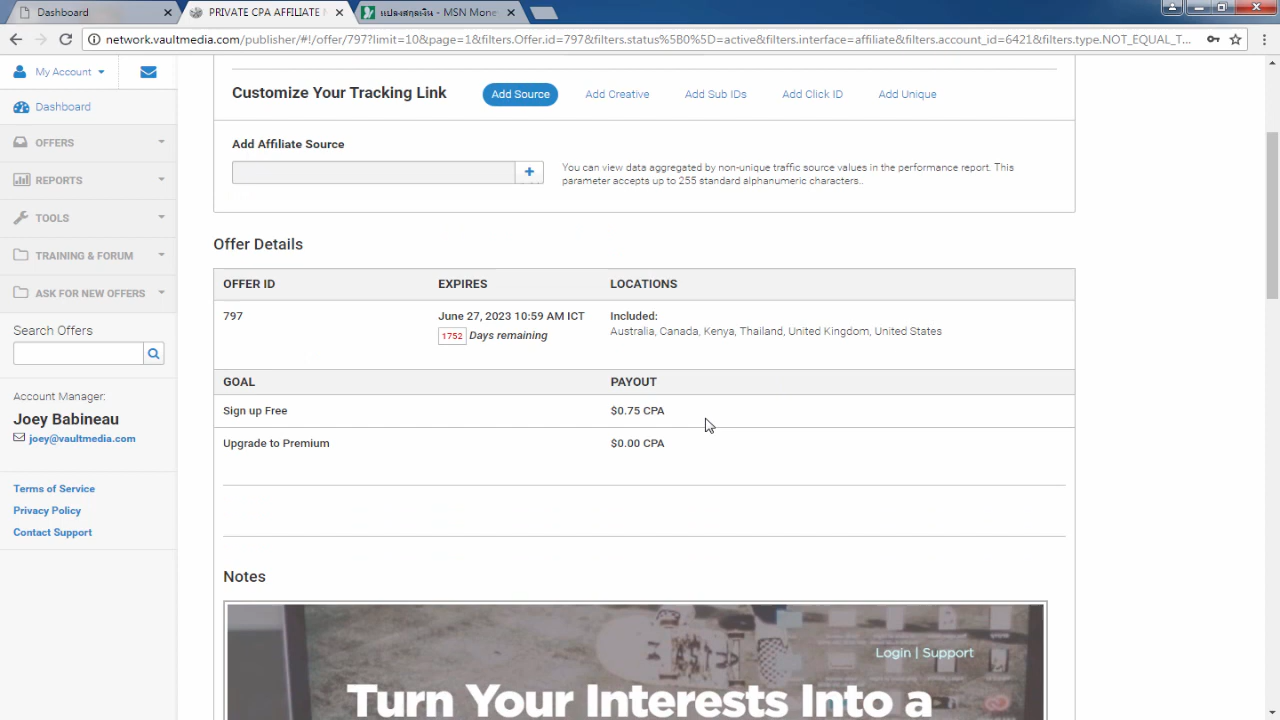 Dashboard
PRIVATE CPA AFFILIATE
แปลงสกุลเงิน - MSN Mone
network.vaultmedia.com/publisher/#!/offer/797?limit=10&page=1&filters.Offer.id=797&filters.status%5B0%5D=active&filters.interface=affiliate&filters.account_id=6421&filters.type.NOT_EQUAL_T...
My Account
Dashboard
OFFERS
REPORTS
TOOLS
TRAINING & FORUM
ASK FOR NEW OFFERS
Search Offers
Account Manager:
Joey Babineau
joey@vaultmedia.com
Terms of Service
Privacy Policy
Contact Support
Customize Your Tracking Link
Add Source
Add Creative
Add Sub IDs
Add Click ID
Add Unique
Add Affiliate Source
+
You can view data aggregated by non-unique traffic source values in the performance report. This
parameter accepts up to 255 standard alphanumeric characters..
Offer Details
OFFER ID EXPIRES LOCATIONS
797 June 27, 2023 10:59 AM ICT Included:
1752 Days remaining Australia, Canada, Kenya, Thailand, United Kingdom, United States
GOAL PAYOUT
Sign up Free $0.75 CPA
Upgrade to Premium $0.00 CPA
Notes
Login | Support
Turn Your Interests Into a